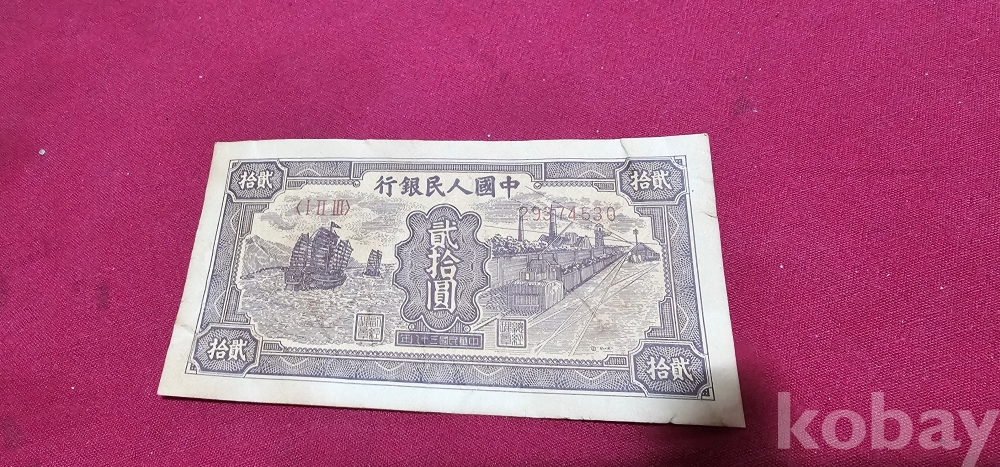 行銀民人國中
〈I II III〉
29374530
拾貳
拾貳
貳拾圓
年八十三國民華中
拾貳
拾貳
kobay